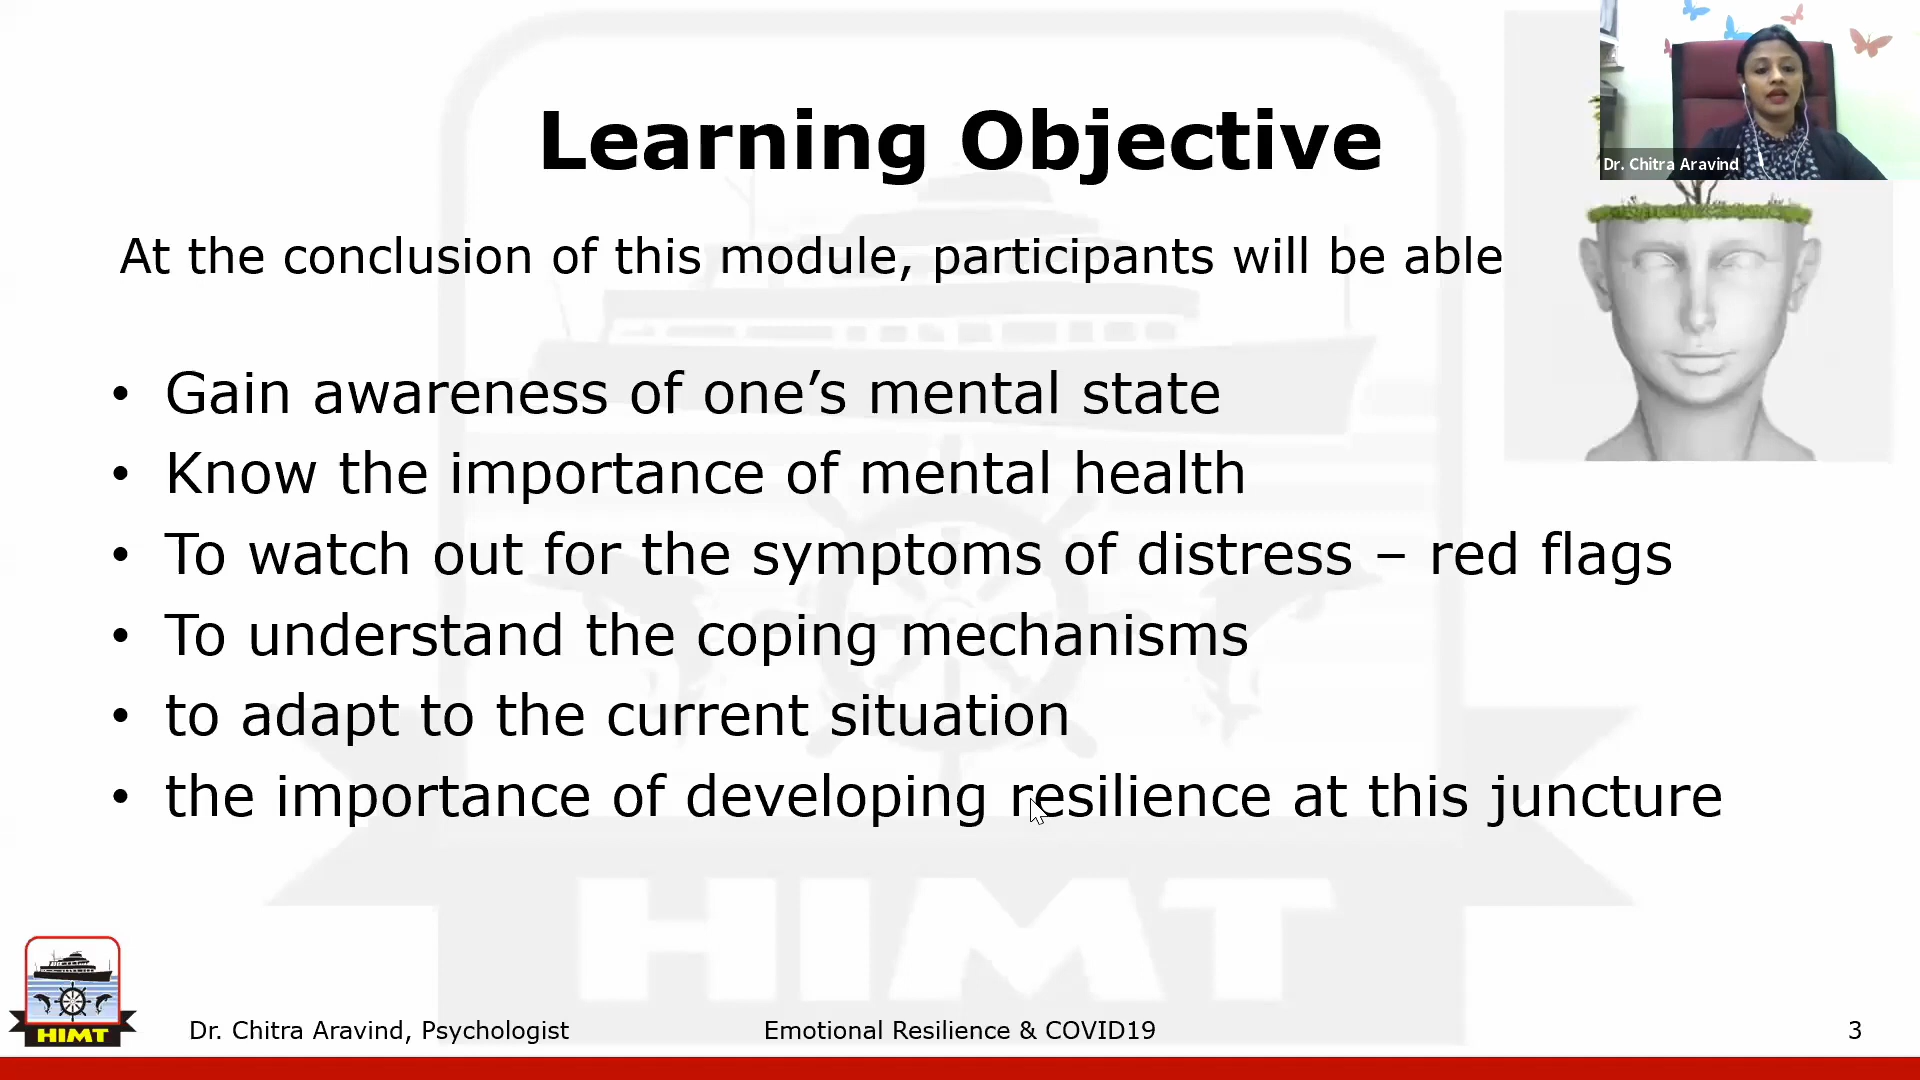 Learning Objective
Dr. Chitra Aravind
At the conclusion of this module, participants will be able
• Gain awareness of one’s mental state
• Know the importance of mental health
• To watch out for the symptoms of distress – red flags
• To understand the coping mechanisms
• to adapt to the current situation
• the importance of developing resilience at this juncture
HIMT
HIMT
Dr. Chitra Aravind, Psychologist
Emotional Resilience & COVID19
3